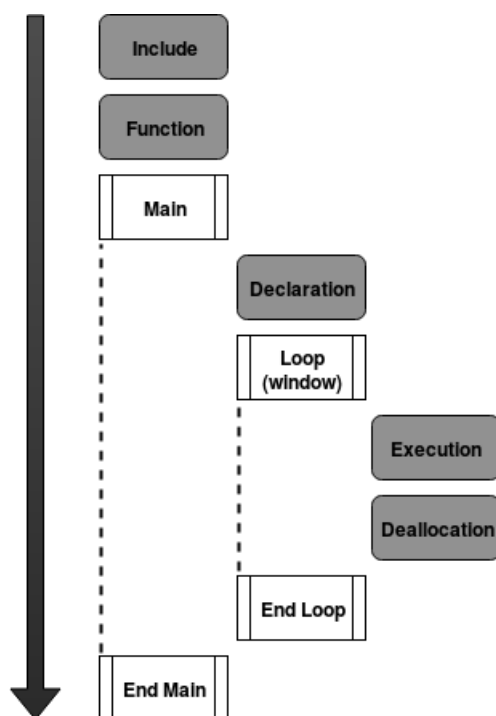 Include
Function
Main
Declaration
Loop
(window)
Execution
Deallocation
End Loop
End Main